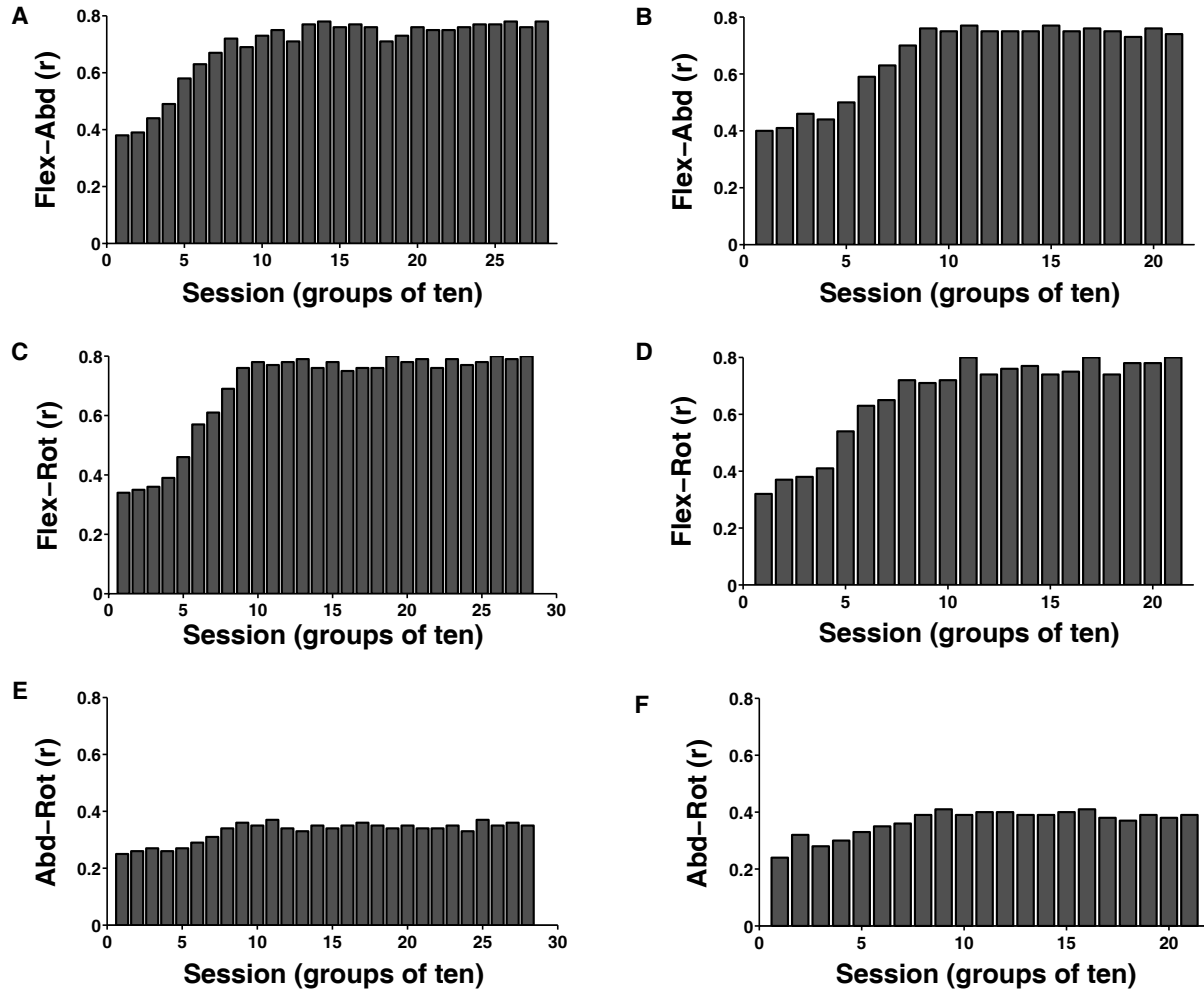 A
Flex−Abd (r)
0.8
0.6
0.4
0.2
0
0 5 10 15 20 25
Session (groups of ten)
B
Flex−Abd (r)
0.8
0.6
0.4
0.2
0
0 5 10 15 20
Session (groups of ten)
C
Flex−Rot (r)
0.8
0.6
0.4
0.2
0
0 5 10 15 20 25 30
Session (groups of ten)
D
Flex−Rot (r)
0.8
0.6
0.4
0.2
0
0 5 10 15 20
Session (groups of ten)
E
Abd−Rot (r)
0.8
0.6
0.4
0.2
0
0 5 10 15 20 25 30
Session (groups of ten)
F
Abd−Rot (r)
0.8
0.6
0.4
0.2
0
0 5 10 15 20
Session (groups of ten)